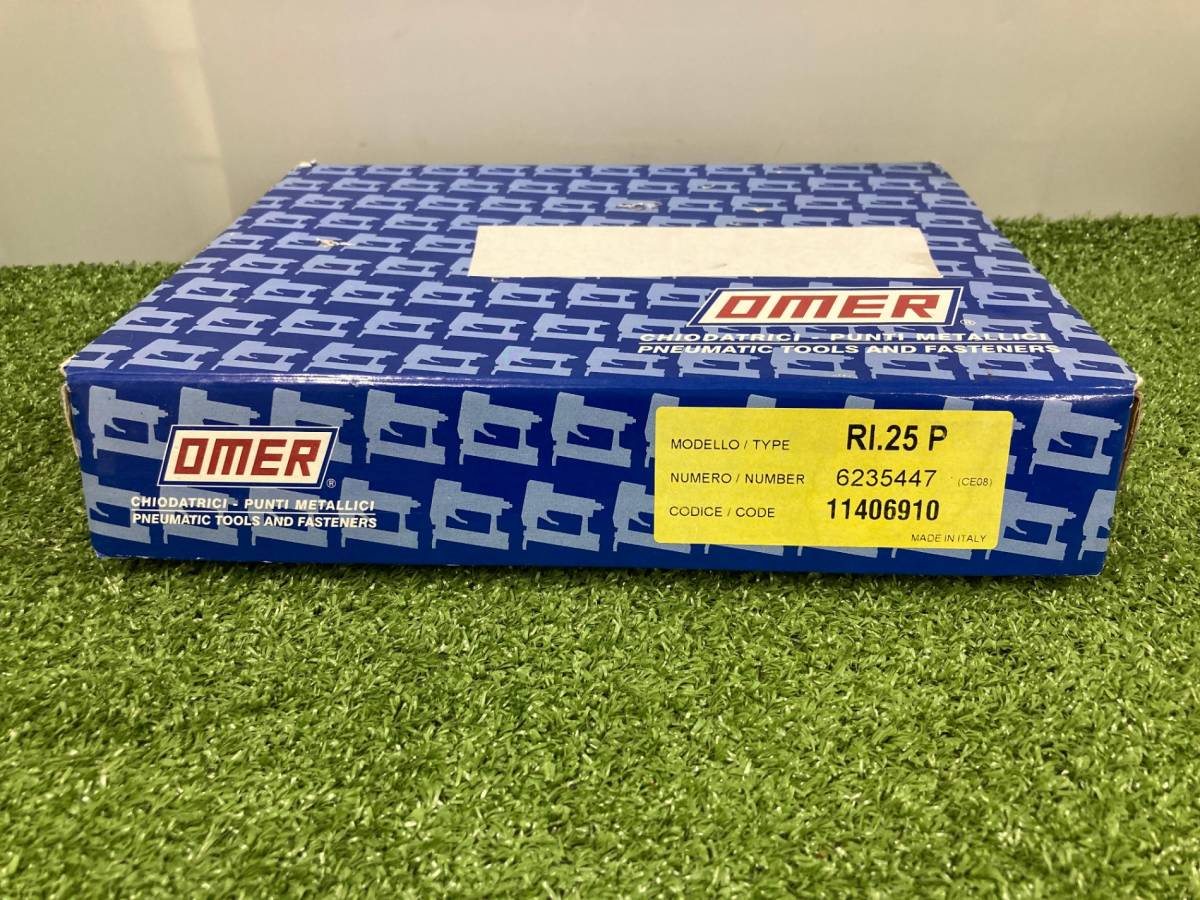 OMER
®
CHIODATRICI - PUNTI METALLICI
PNEUMATIC TOOLS AND FASTENERS
OMER
®
CHIODATRICI - PUNTI METALLICI
PNEUMATIC TOOLS AND FASTENERS
MODELLO / TYPE RI.25 P
NUMERO / NUMBER 6235447 (CE08)
CODICE / CODE 11406910
MADE IN ITALY